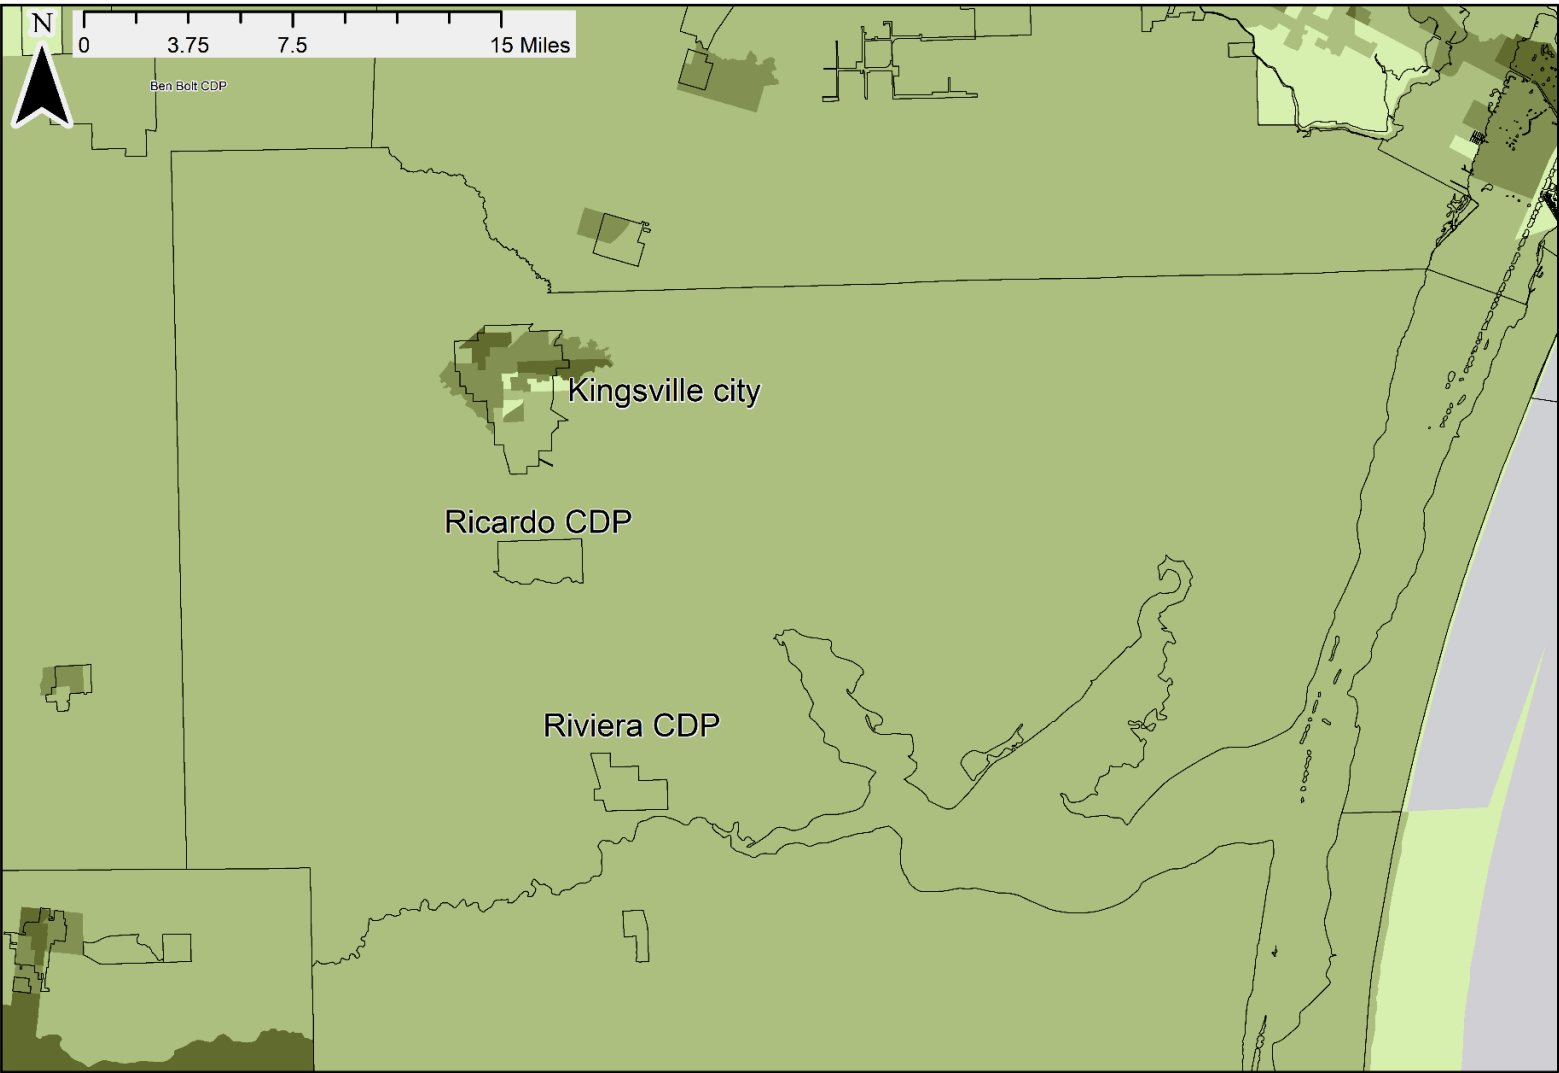 N
0 3.75 7.5 15 Miles
Ben Bolt CDP
Kingsville city
Ricardo CDP
Riviera CDP